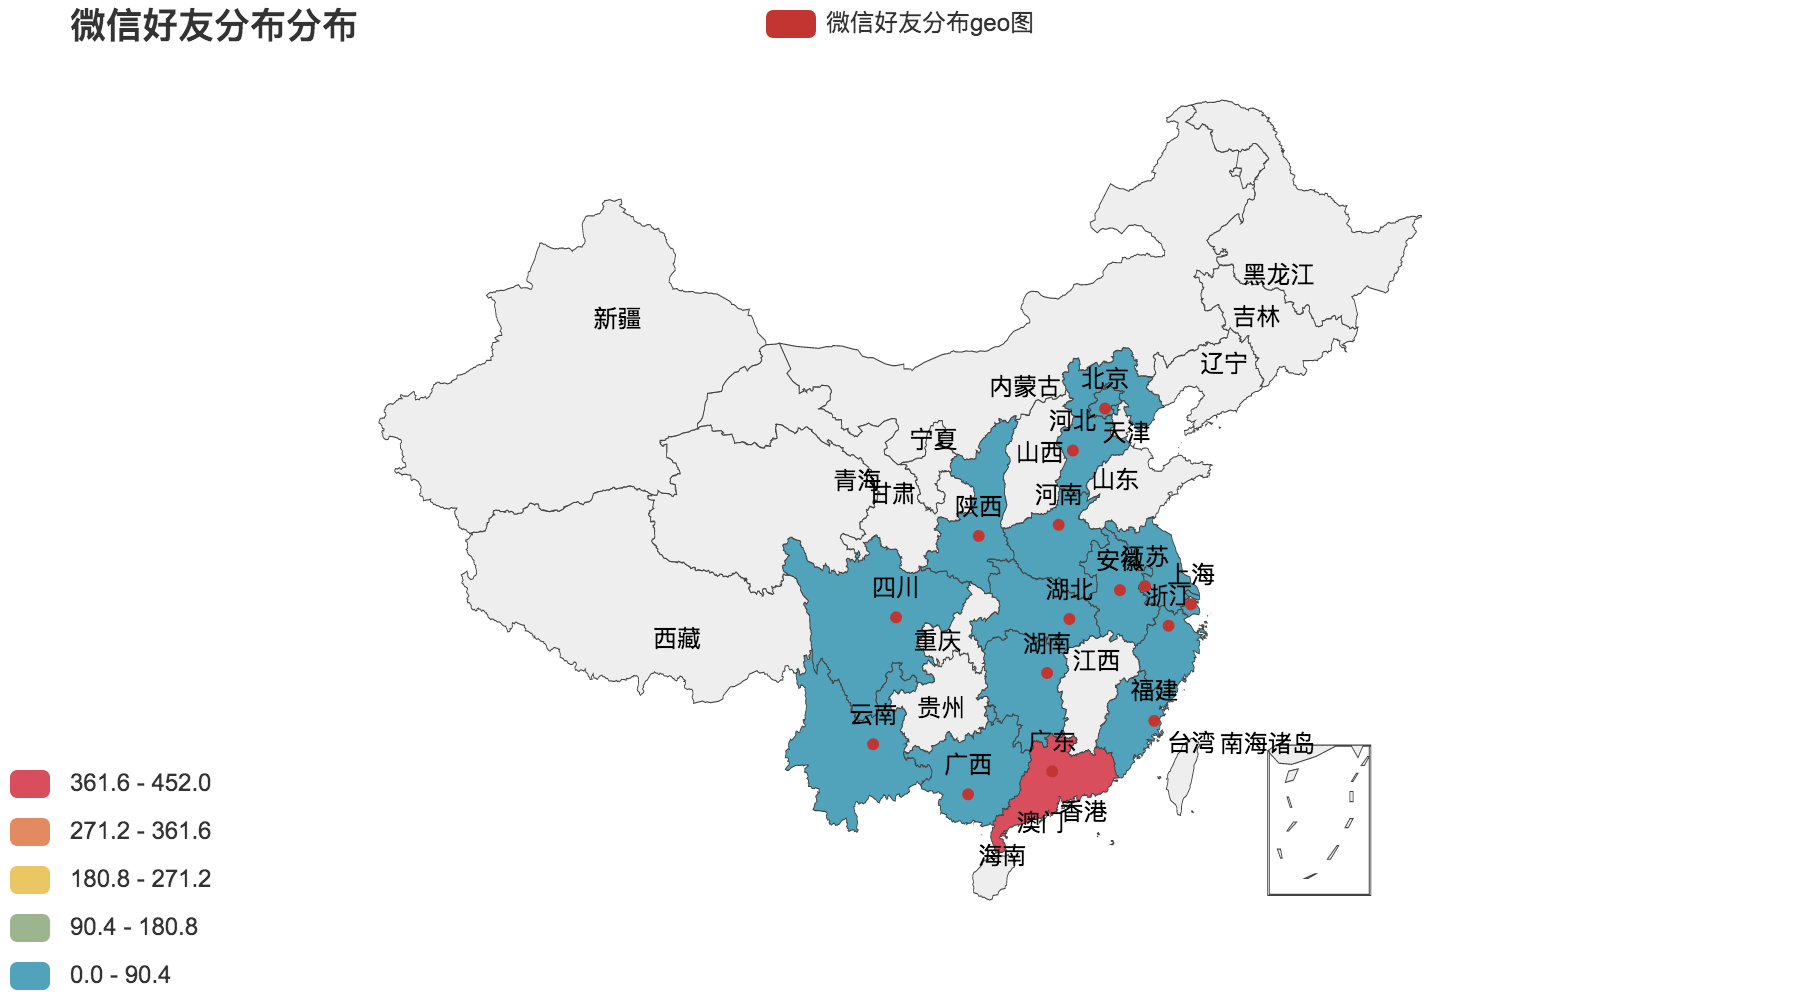 微信好友分布分布
微信好友分布geo图
黑龙江
吉林
新疆
辽宁
北京
内蒙古
河北
天津
宁夏
山西
青海
山东
甘肃
河南
陕西
安徽
江苏
上海
四川
湖北
浙江
西藏
重庆
湖南
江西
福建
贵州
云南
广东
台湾
南海诸岛
广西
香港
澳门
海南
361.6 - 452.0
271.2 - 361.6
180.8 - 271.2
90.4 - 180.8
0.0 - 90.4